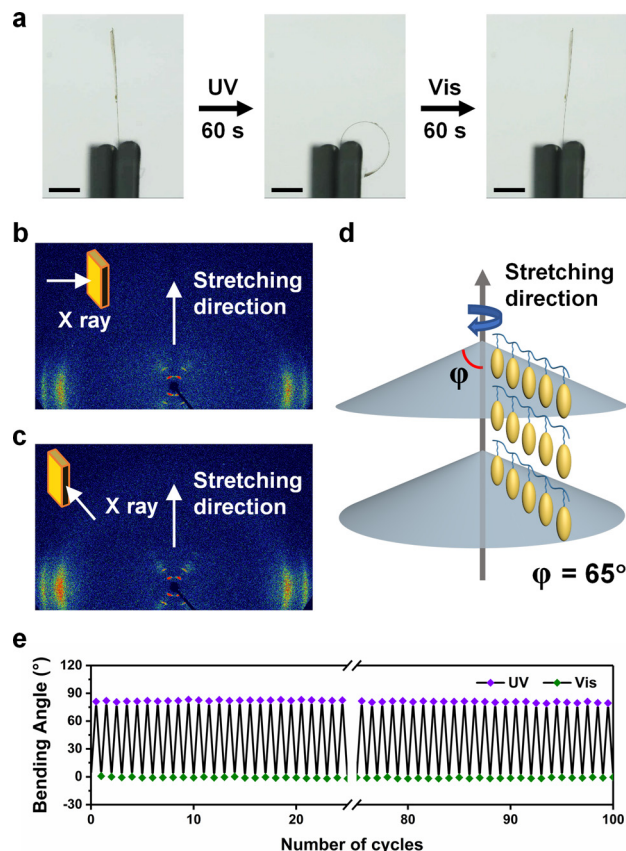 a
UV
60 s
Vis
60 s
b
X ray
Stretching
direction
c
X ray
Stretching
direction
d
Stretching
direction
φ
φ = 65°
e
Bending Angle (°)
120
90
60
30
0
-30
UV
Vis
0
10
20
80
90
100
Number of cycles